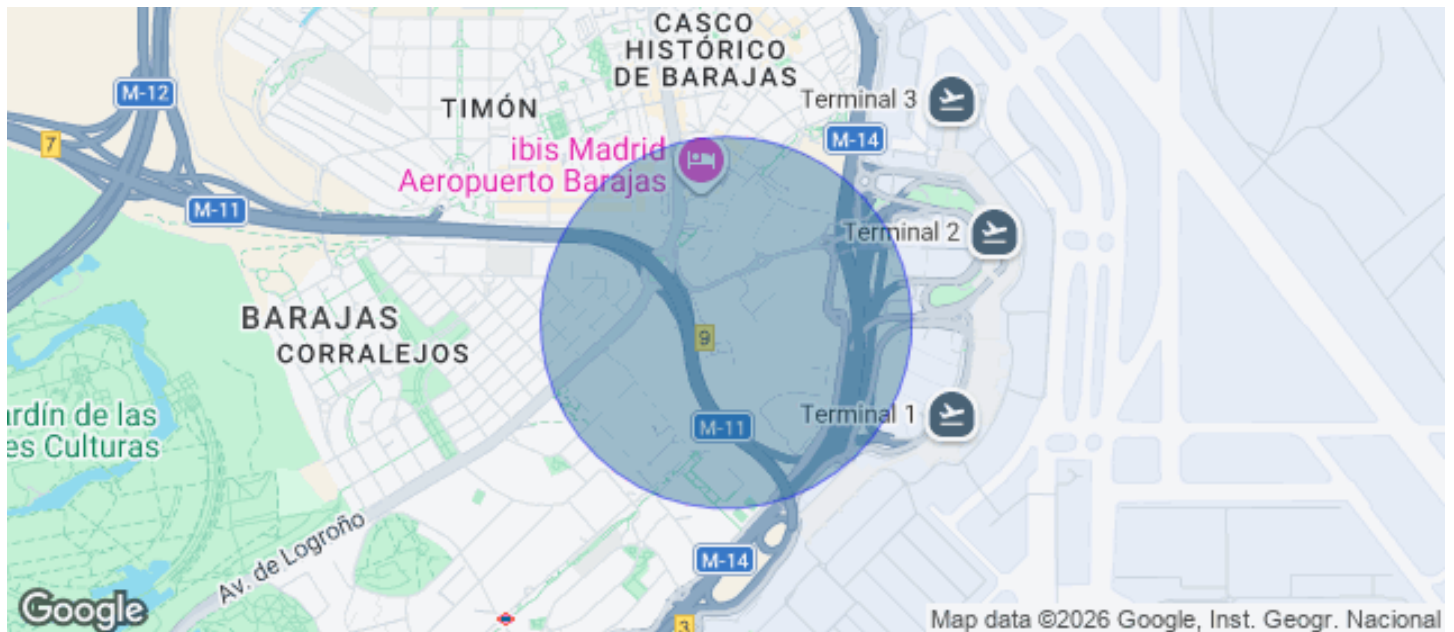 CASCO
HISTÓRICO
DE BARAJAS
Terminal 3
M-12
TIMÓN
7
M-14
ibis Madrid
Aeropuerto Barajas
M-11
Terminal 2
BARAJAS
CORRALEJOS
9
ardín de las
es Culturas
Terminal 1
M-11
Av. de Logroño
M-14
3
Google
Map data ©2026 Google, Inst. Geogr. Nacional